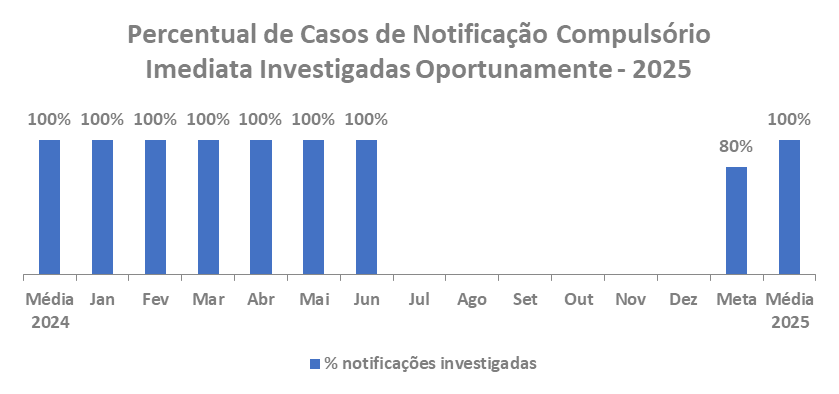 Percentual de Casos de Notificação Compulsório
Imediata Investigadas Oportunamente - 2025
100% 100% 100% 100% 100% 100% 100% 80% 100%
Média 2024 Jan Fev Mar Abr Mai Jun Jul Ago Set Out Nov Dez Meta Média 2025
% notificações investigadas